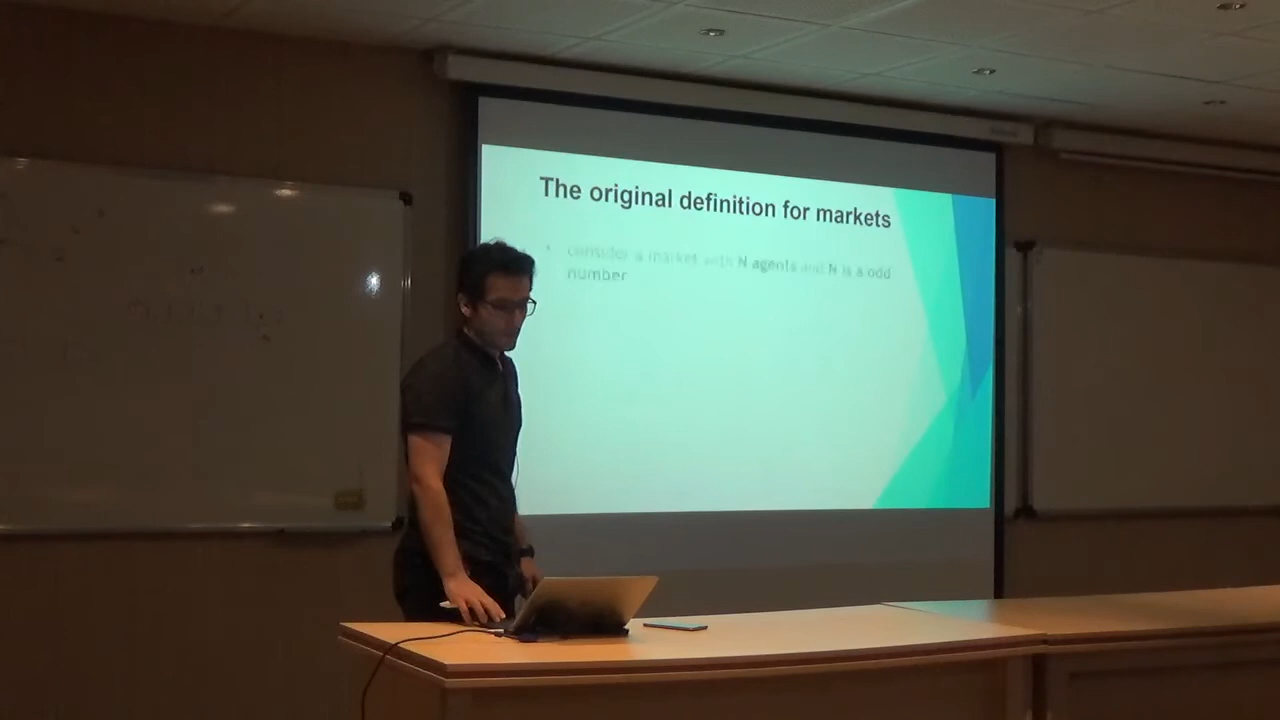 The original definition for markets
• consider a market with N agents and N is a odd
number